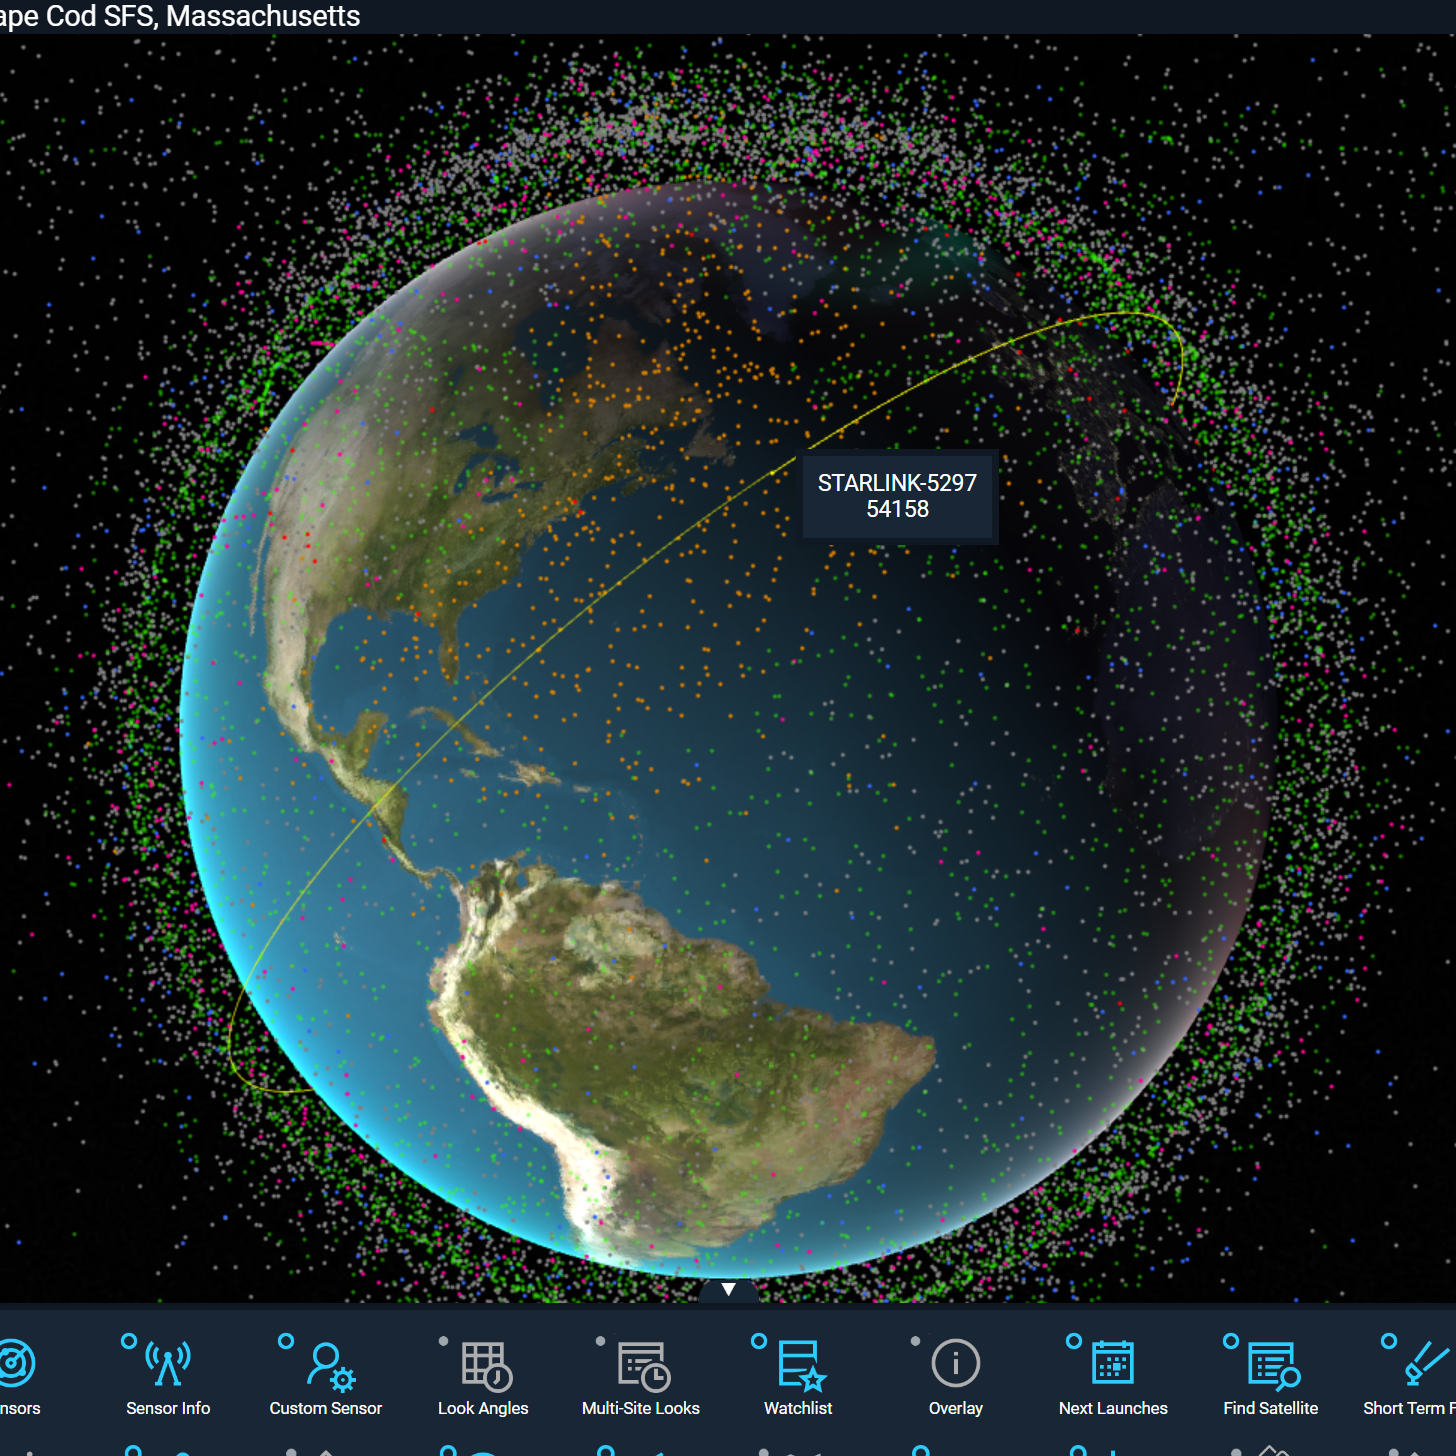 ape Cod SFS, Massachusetts
STARLINK-5297
54158
nsors
Sensor Info
Custom Sensor
Look Angles
Multi-Site Looks
Watchlist
Overlay
Next Launches
Find Satellite
Short Term F